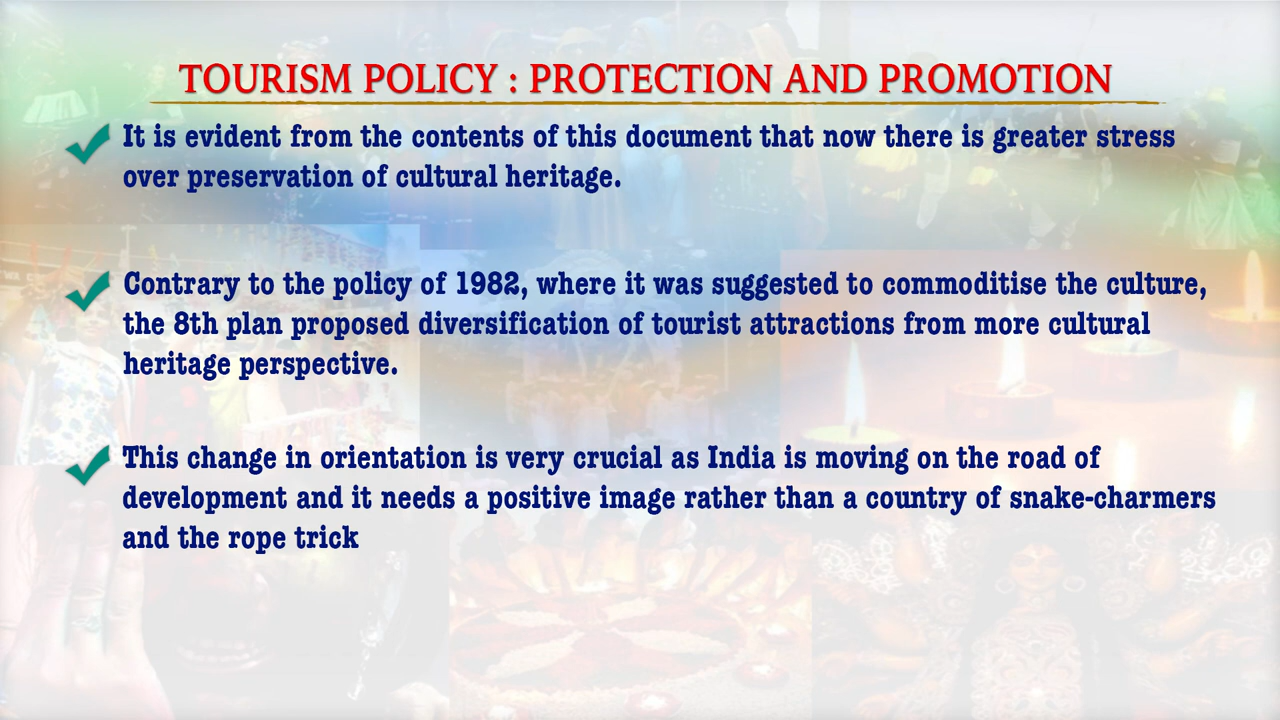 TOURISM POLICY : PROTECTION AND PROMOTION
It is evident from the contents of this document that now there is greater stress
over preservation of cultural heritage.
Contrary to the policy of 1982, where it was suggested to commoditise the culture,
the 8th plan proposed diversification of tourist attractions from more cultural
heritage perspective.
This change in orientation is very crucial as India is moving on the road of
development and it needs a positive image rather than a country of snake-charmers
and the rope trick